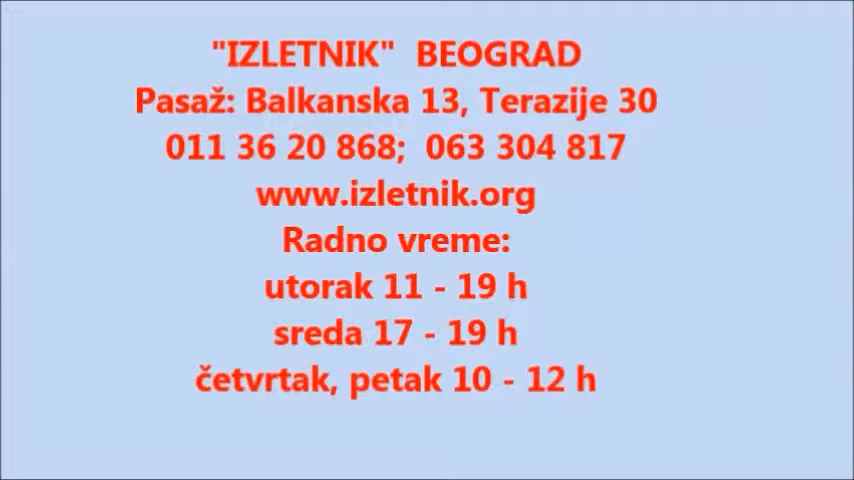 "IZLETNIK" BEOGRAD
Pasaž: Balkanska 13, Terazije 30
011 36 20 868; 063 304 817
www.izletnik.org
Radno vreme:
utorak 11 - 19 h
sreda 17 - 19 h
četvrtak, petak 10 - 12 h